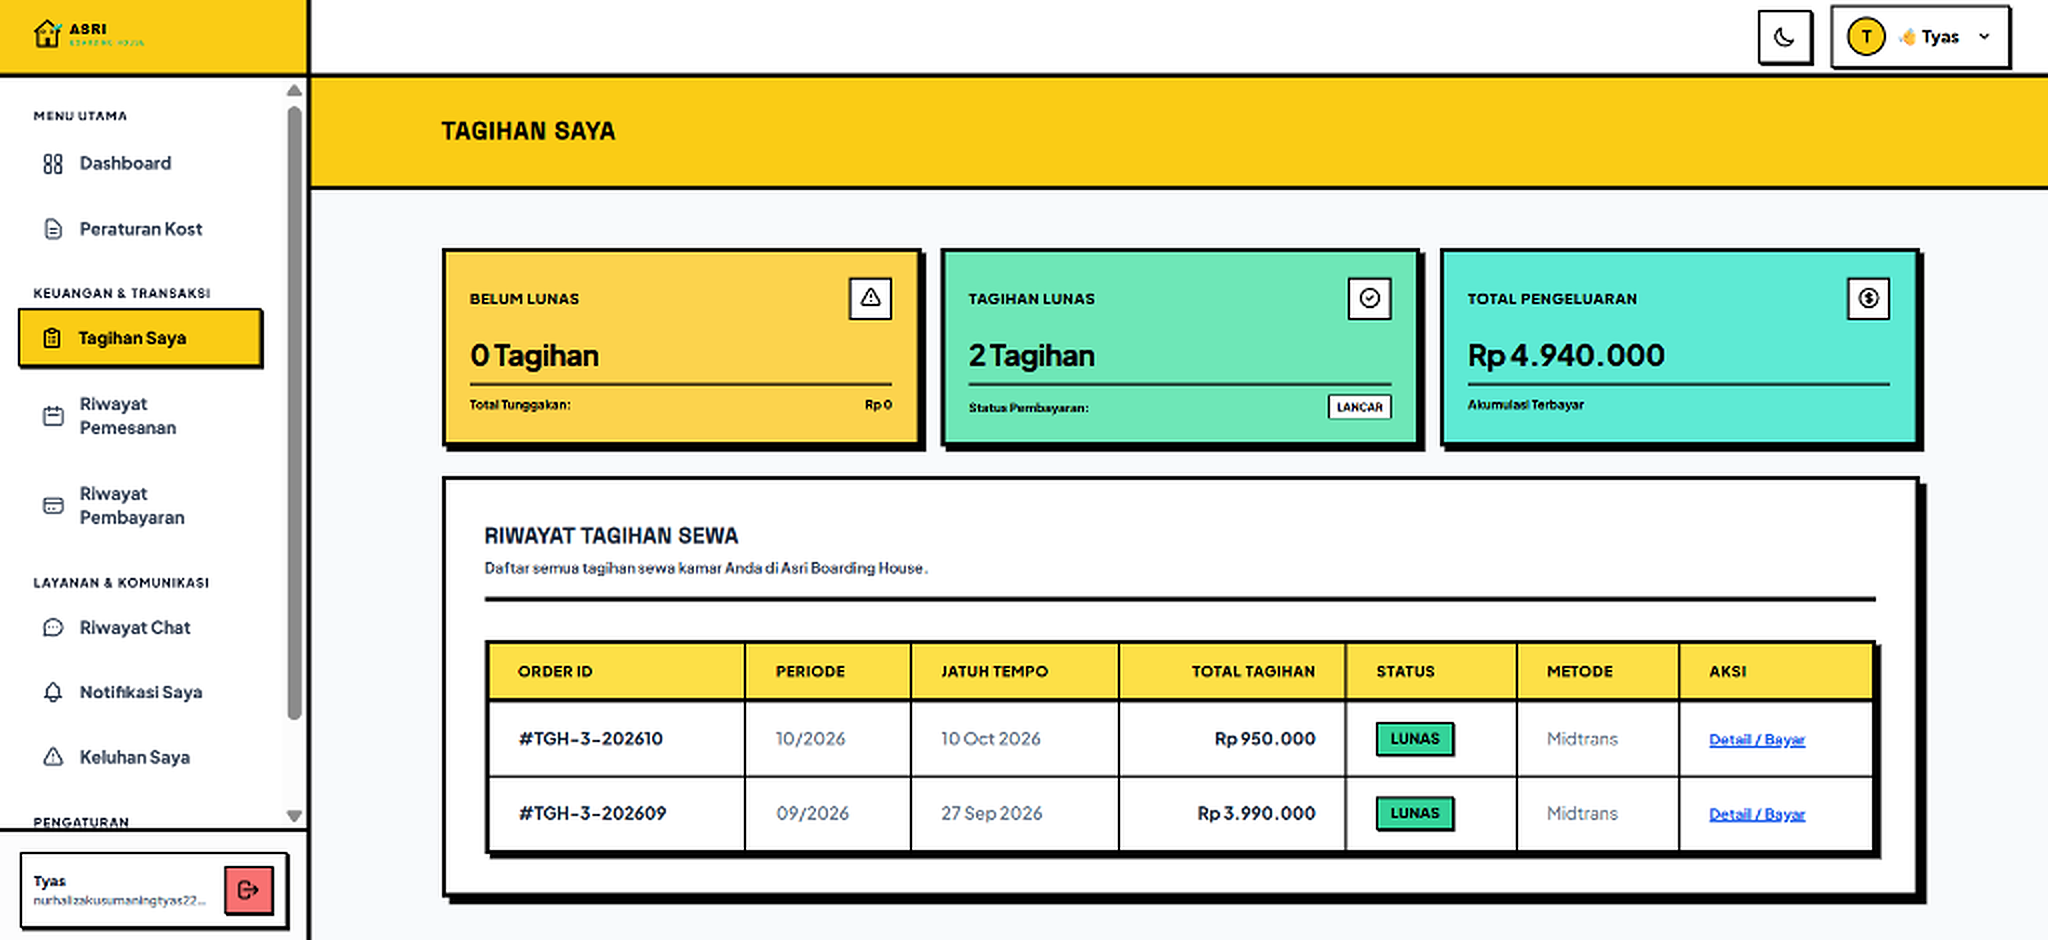 ASRI
BOARDING HOUSE
T 👋 Tyas
MENU UTAMA
Dashboard
Peraturan Kost
KEUANGAN & TRANSAKSI
Tagihan Saya
Riwayat
Pemesanan
Riwayat
Pembayaran
LAYANAN & KOMUNIKASI
Riwayat Chat
Notifikasi Saya
Keluhan Saya
PENGATURAN
Tyas
nurhalizakusumaningtyas22...
TAGIHAN SAYA
BELUM LUNAS
0 Tagihan
Total Tunggakan: Rp 0
TAGIHAN LUNAS
2 Tagihan
Status Pembayaran: LANCAR
TOTAL PENGELUARAN
Rp 4.940.000
Akumulasi Terbayar
RIWAYAT TAGIHAN SEWA
Daftar semua tagihan sewa kamar Anda di Asri Boarding House.
ORDER ID PERIODE JATUH TEMPO TOTAL TAGIHAN STATUS METODE AKSI
#TGH-3-202610 10/2026 10 Oct 2026 Rp 950.000 LUNAS Midtrans Detail / Bayar
#TGH-3-202609 09/2026 27 Sep 2026 Rp 3.990.000 LUNAS Midtrans Detail / Bayar